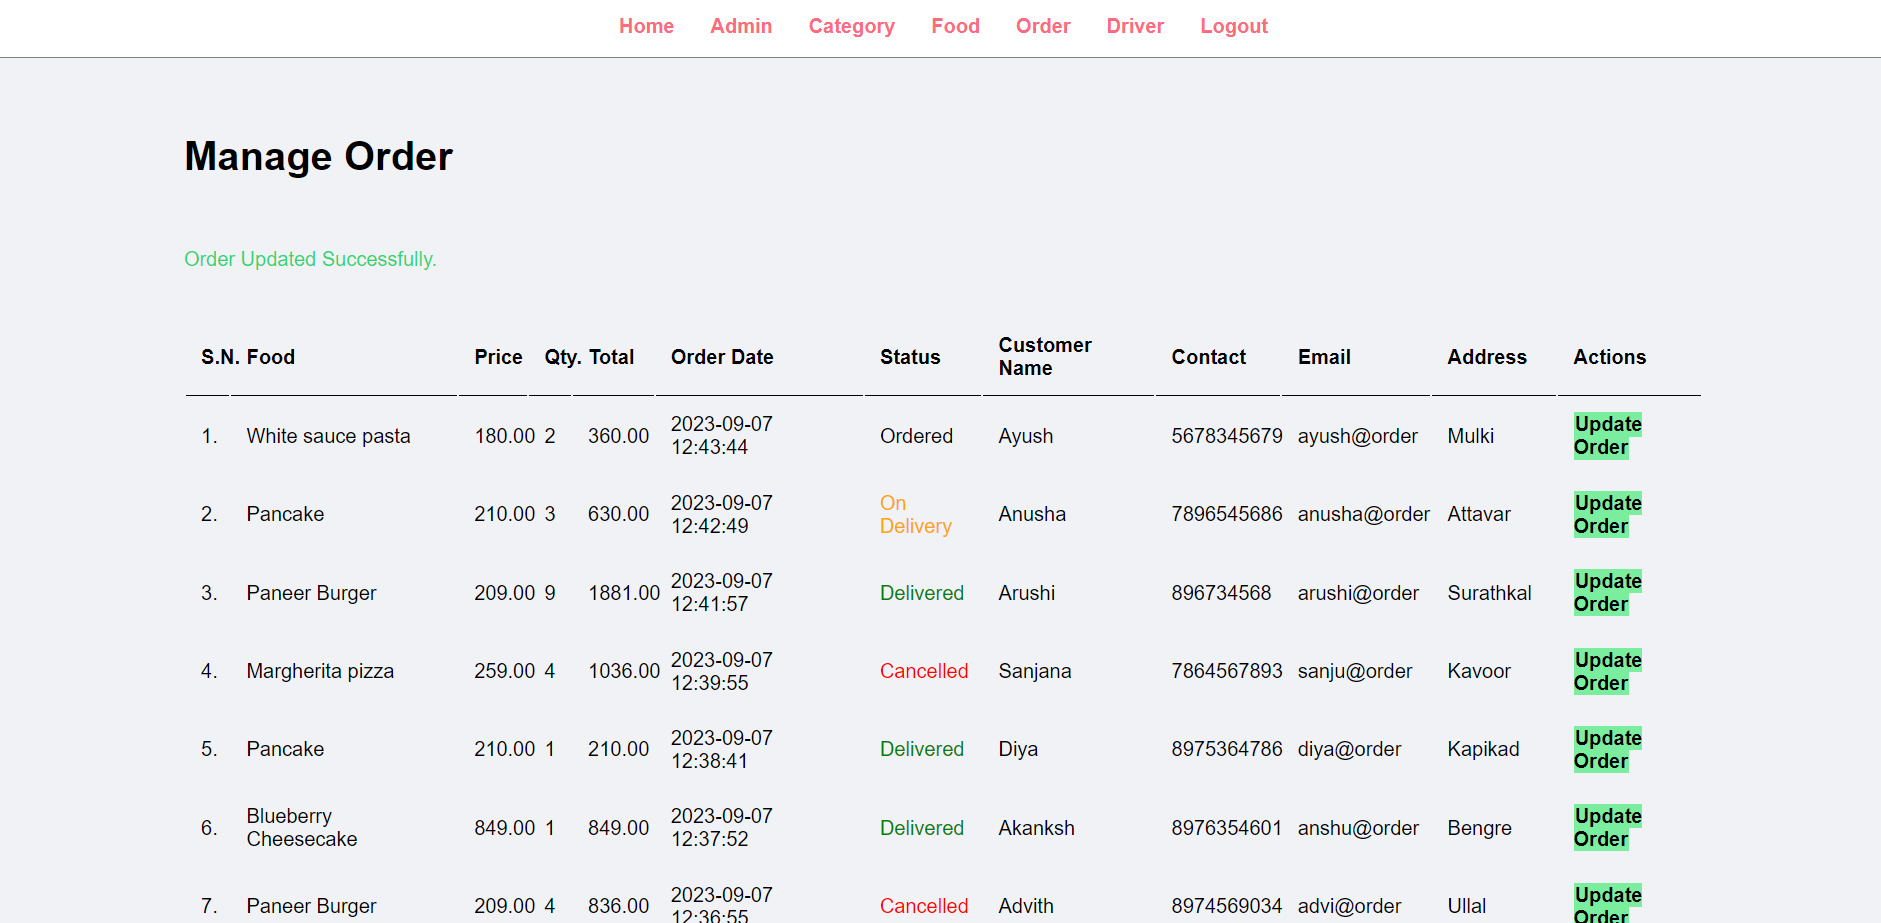 Home Admin Category Food Order Driver Logout
Manage Order
Order Updated Successfully.
S.N. Food Price Qty. Total Order Date Status Customer Name Contact Email Address Actions
1. White sauce pasta 180.00 2 360.00 2023-09-07 12:43:44 Ordered Ayush 5678345679 ayush@order Mulki Update Order
2. Pancake 210.00 3 630.00 2023-09-07 12:42:49 On Delivery Anusha 7896545686 anusha@order Attavar Update Order
3. Paneer Burger 209.00 9 1881.00 2023-09-07 12:41:57 Delivered Arushi 896734568 arushi@order Surathkal Update Order
4. Margherita pizza 259.00 4 1036.00 2023-09-07 12:39:55 Cancelled Sanjana 7864567893 sanju@order Kavoor Update Order
5. Pancake 210.00 1 210.00 2023-09-07 12:38:41 Delivered Diya 8975364786 diya@order Kapikad Update Order
6. Blueberry Cheesecake 849.00 1 849.00 2023-09-07 12:37:52 Delivered Akanksh 8976354601 anshu@order Bengre Update Order
7. Paneer Burger 209.00 4 836.00 2023-09-07 12:36:55 Cancelled Advith 8974569034 advi@order Ullal Update Order